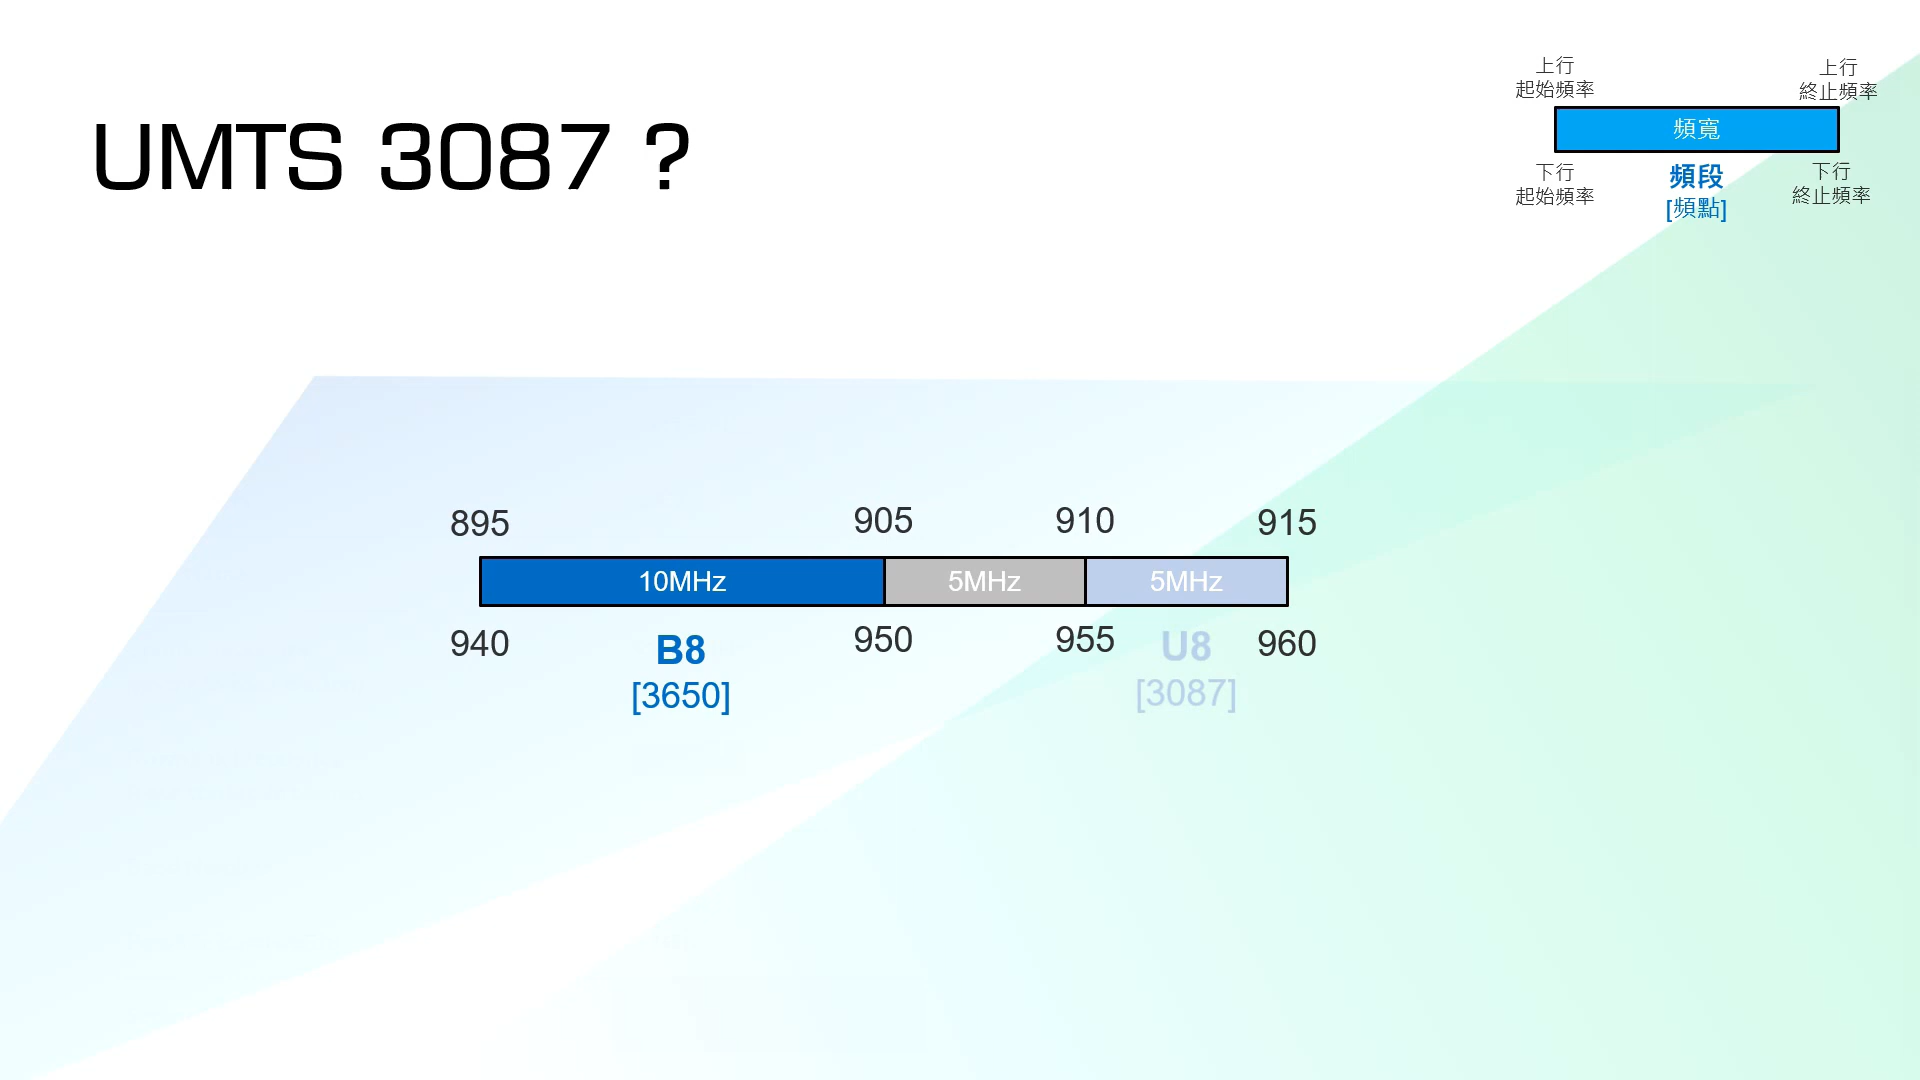 UMTS 3087 ?
上行
起始頻率
上行
終止頻率
頻寬
下行
起始頻率
頻段
[頻點]
下行
終止頻率
895
905
910
915
10MHz
5MHz
5MHz
940
B8
[3650]
950
955
U8
[3087]
960